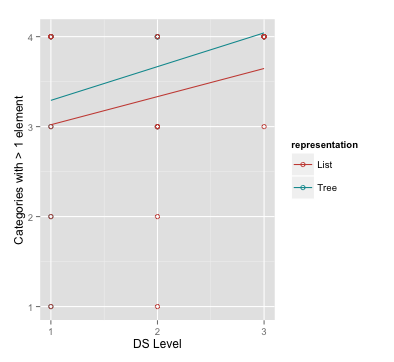 4
3
2
1
Categories with > 1 element
1 2 3
DS Level
representation
List
Tree